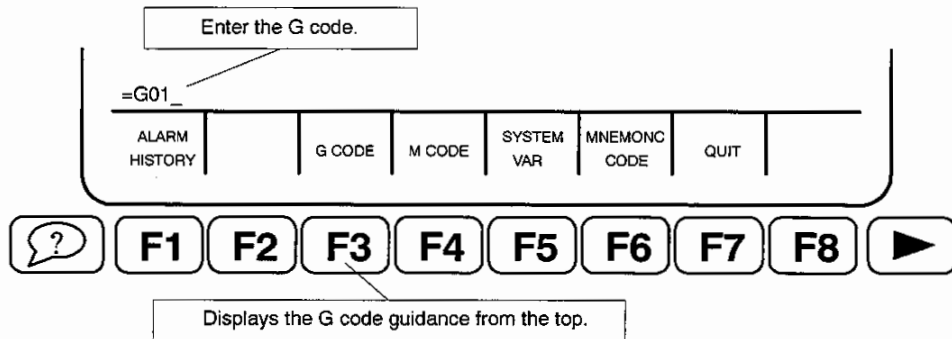 Enter the G code.
=G01_
ALARM
HISTORY
G CODE
M CODE
SYSTEM
VAR
MNEMONC
CODE
QUIT
?
F1
F2
F3
F4
F5
F6
F7
F8
Displays the G code guidance from the top.